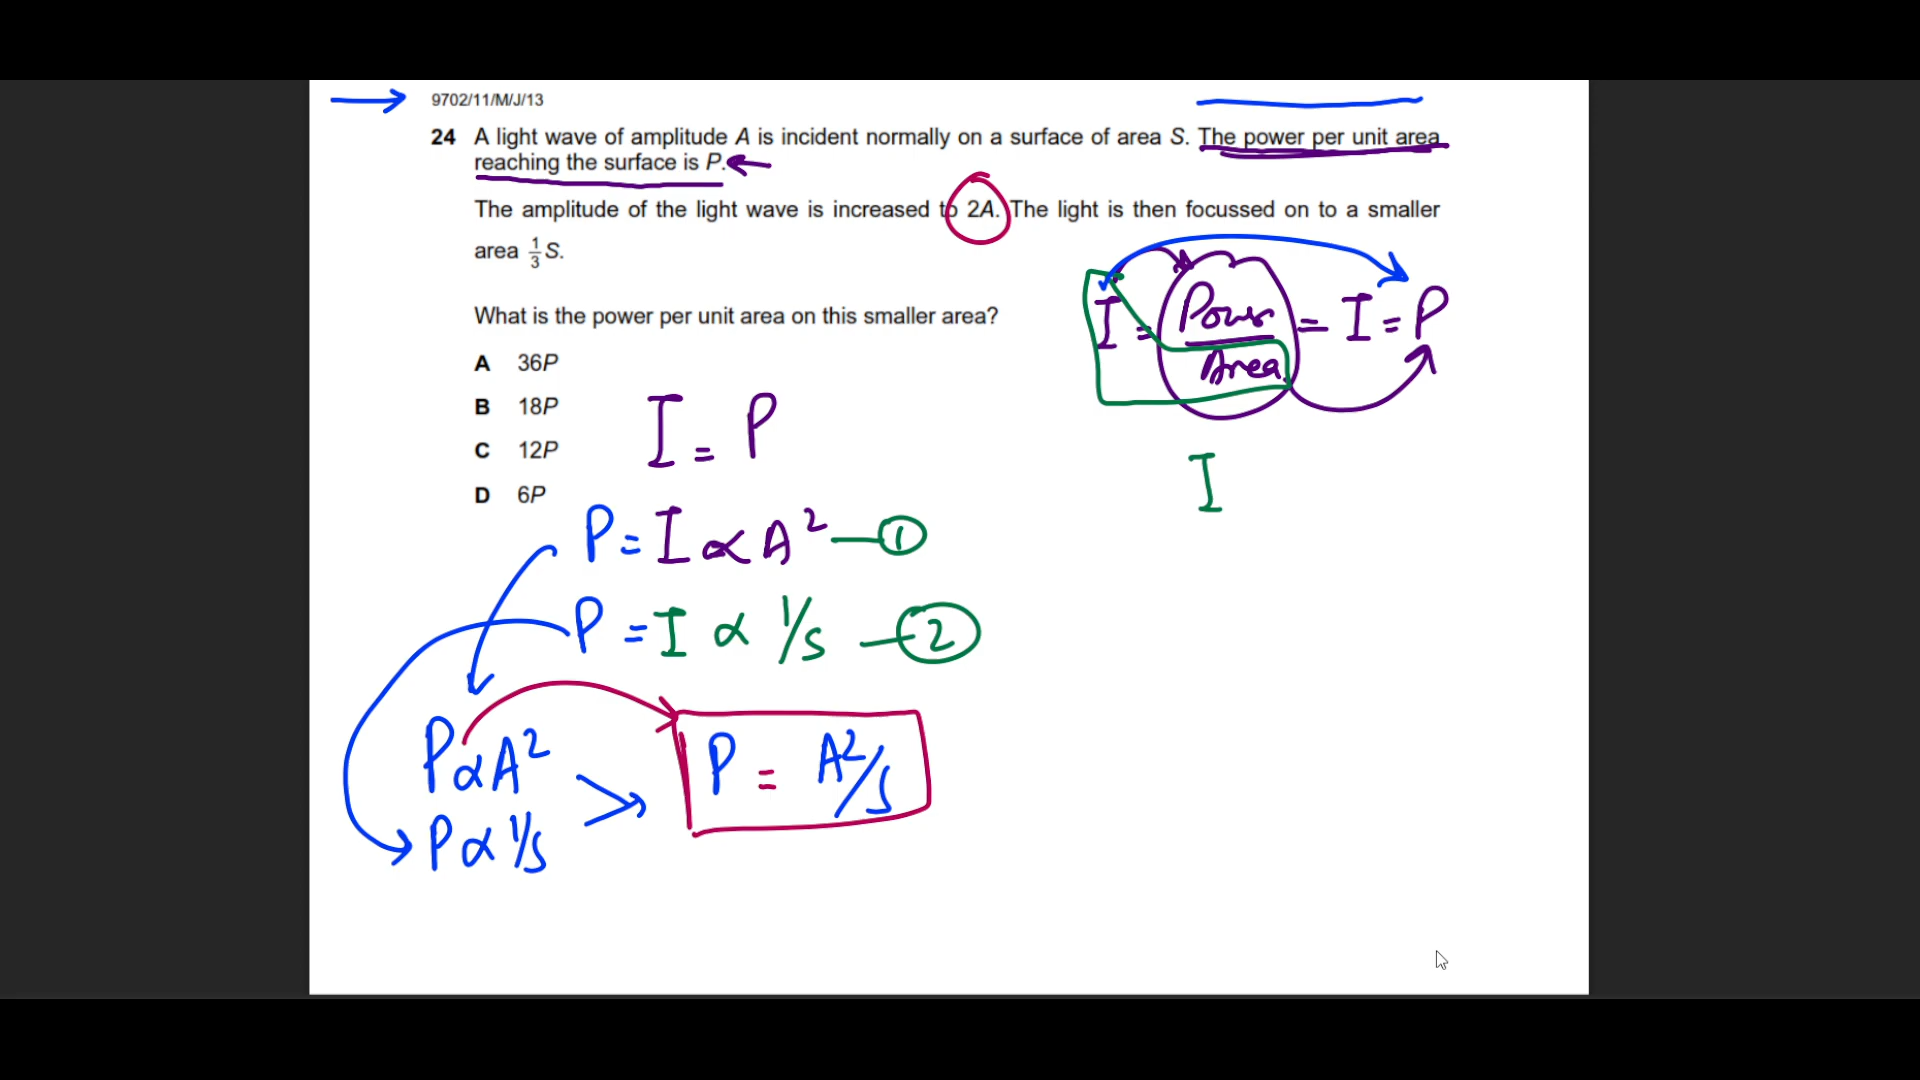 9702/11/M/J/13
24 A light wave of amplitude A is incident normally on a surface of area S. The power per unit area
reaching the surface is P.
The amplitude of the light wave is increased to 2A. The light is then focussed on to a smaller
area 1/3 S.
I = Power/Area = I = P
What is the power per unit area on this smaller area?
A 36P
B 18P
C 12P
D 6P
I = P
I
P = I ∝ A² — ①
P = I ∝ 1/S — ②
P ∝ A²
P ∝ 1/S
P = A²/S